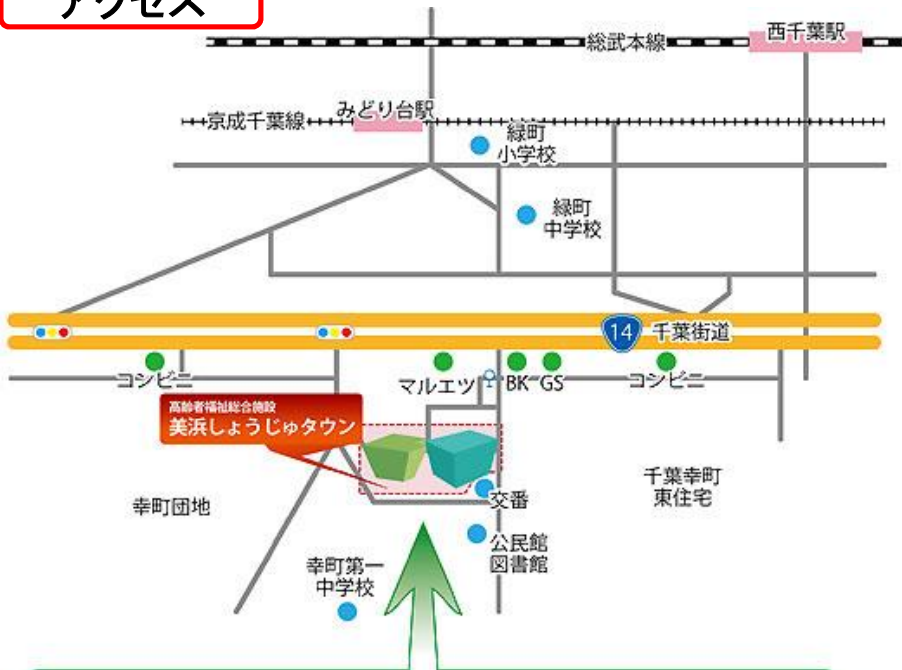 アクセス
西千葉駅
総武本線
みどり台駅
京成千葉線
緑町
小学校
緑町
中学校
14
千葉街道
コンビニ
マルエツ
BK
GS
コンビニ
高齢者福祉総合施設
美浜しょうじゅタウン
千葉幸町
東住宅
幸町団地
交番
公民館
図書館
幸町第一
中学校